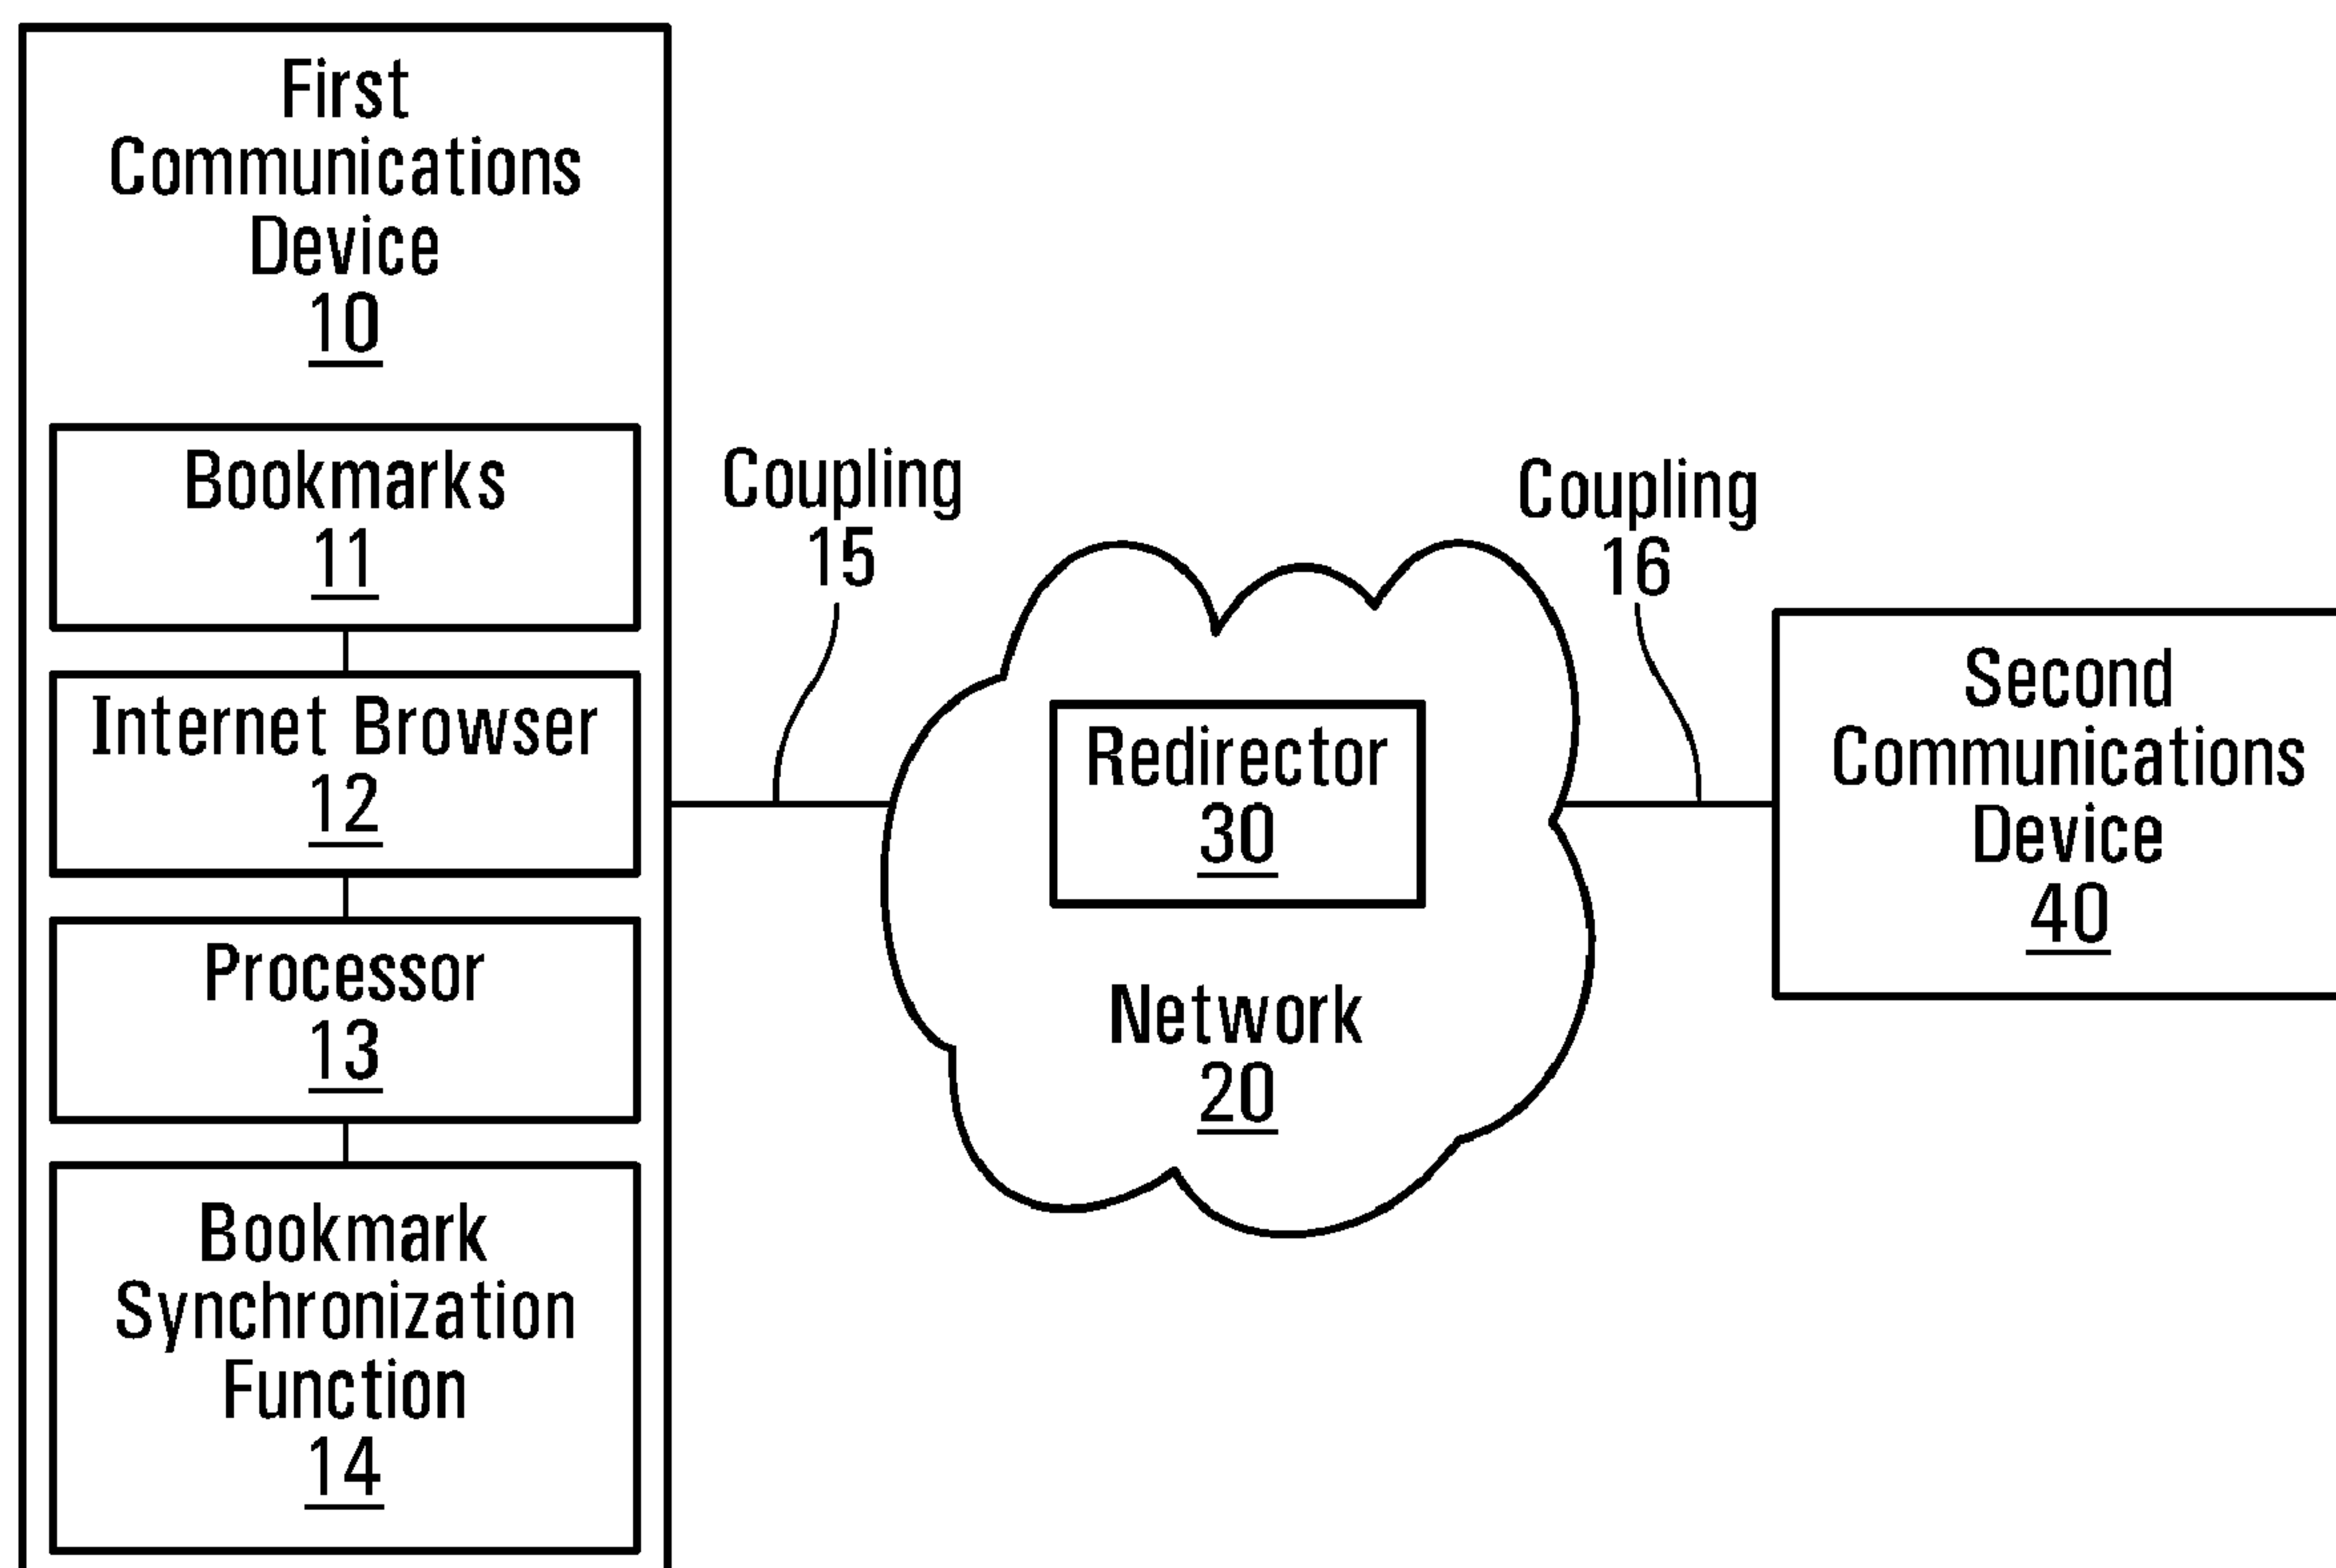 First
Communications
Device
10
Bookmarks
11
Internet Browser
12
Processor
13
Bookmark
Synchronization
Function
14
Coupling
15
Redirector
30
Network
20
Coupling
16
Second
Communications
Device
40